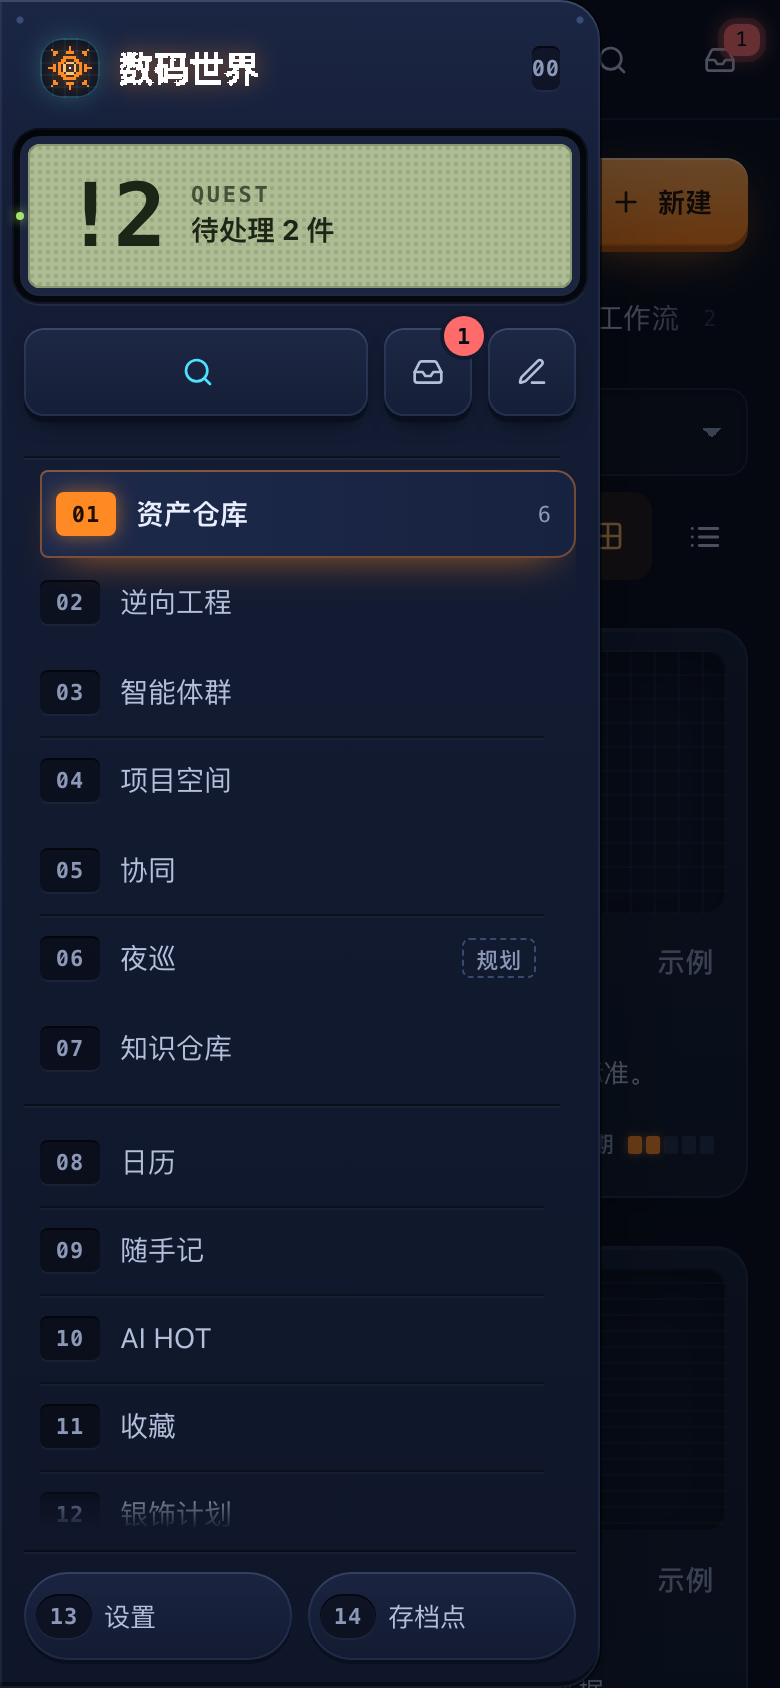 数码世界
00
1
!2
QUEST
待处理 2 件
新建
工作流 2
1
01 资产仓库 6
02 逆向工程
03 智能体群
04 项目空间
05 协同
06 夜巡 规划
07 知识仓库
08 日历
09 随手记
10 AI HOT
11 收藏
12 银饰计划
13 设置
14 存档点
示例
准。
期
示例